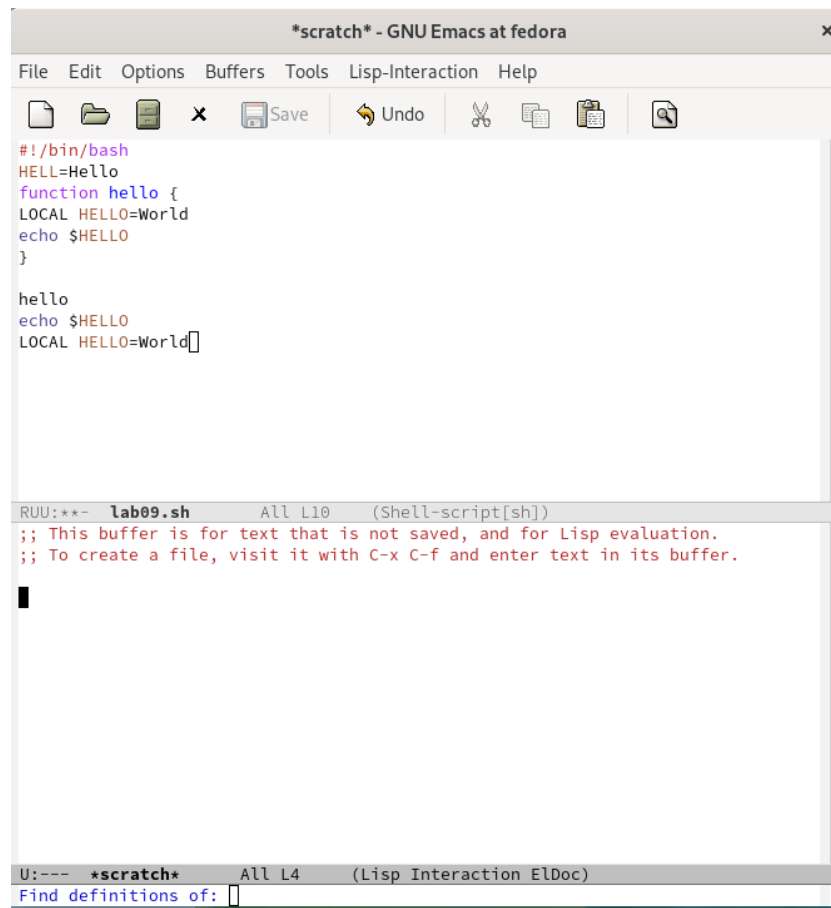 *scratch* - GNU Emacs at fedora ×
File Edit Options Buffers Tools Lisp-Interaction Help
Save Undo
#!/bin/bash
HELL=Hello
function hello {
LOCAL HELLO=World
echo $HELLO
}
hello
echo $HELLO
LOCAL HELLO=World
RUU:**- lab09.sh All L10 (Shell-script[sh])
;; This buffer is for text that is not saved, and for Lisp evaluation.
;; To create a file, visit it with C-x C-f and enter text in its buffer.
U:--- *scratch* All L4 (Lisp Interaction ElDoc)
Find definitions of: